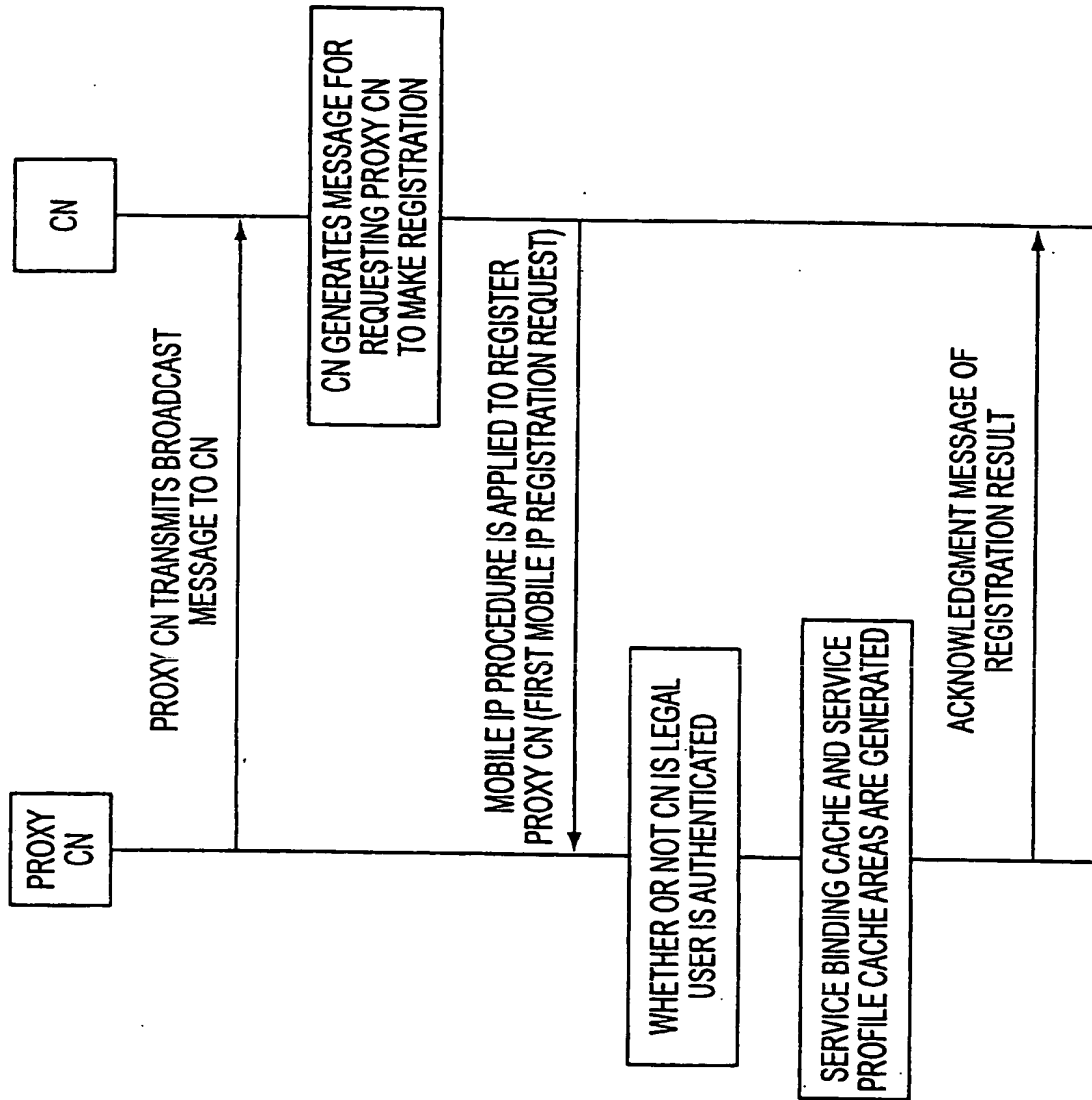 PROXY
CN
CN
PROXY CN TRANSMITS BROADCAST
MESSAGE TO CN
CN GENERATES MESSAGE FOR
REQUESTING PROXY CN
TO MAKE REGISTRATION
MOBILE IP PROCEDURE IS APPLIED TO REGISTER
PROXY CN (FIRST MOBILE IP REGISTRATION REQUEST)
WHETHER OR NOT CN IS LEGAL
USER IS AUTHENTICATED
SERVICE BINDING CACHE AND SERVICE
PROFILE CACHE AREAS ARE GENERATED
ACKNOWLEDGMENT MESSAGE OF
REGISTRATION RESULT